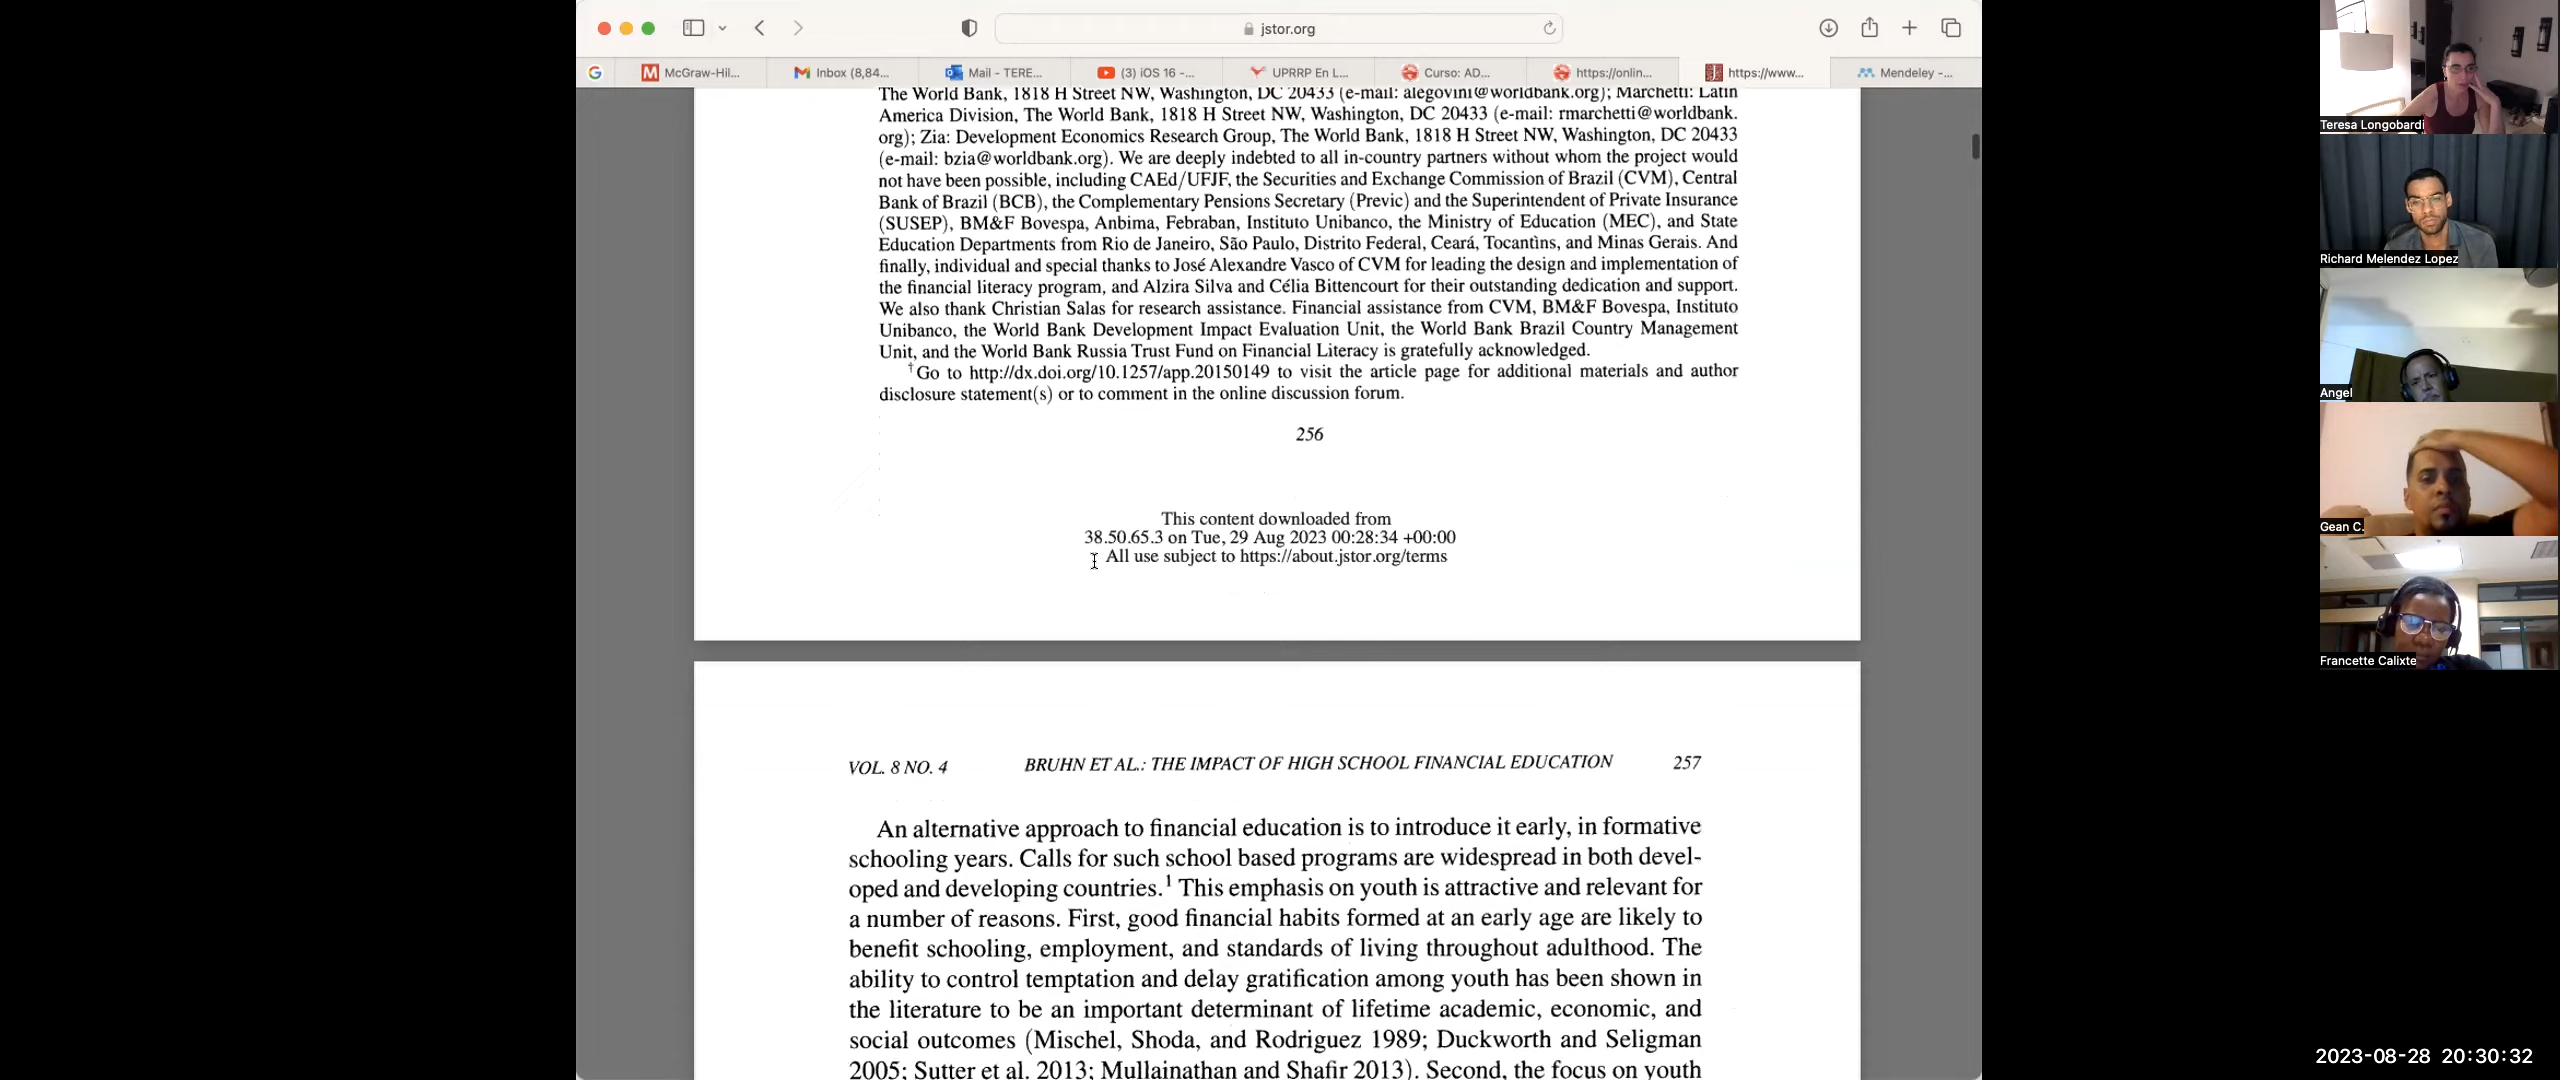 jstor.org
McGraw-Hil...
Inbox (8,84...
Mail - TERE...
(3) iOS 16 -...
UPRRP En L...
Curso: AD...
https://onlin...
https://www...
Mendeley -...
The World Bank, 1818 H Street NW, Washington, DC 20433 (e-mail: alegovini@worldbank.org); Marchetti: Latin
America Division, The World Bank, 1818 H Street NW, Washington, DC 20433 (e-mail: rmarchetti@worldbank.
org); Zia: Development Economics Research Group, The World Bank, 1818 H Street NW, Washington, DC 20433
(e-mail: bzia@worldbank.org). We are deeply indebted to all in-country partners without whom the project would
not have been possible, including CAEd/UFJF, the Securities and Exchange Commission of Brazil (CVM), Central
Bank of Brazil (BCB), the Complementary Pensions Secretary (Previc) and the Superintendent of Private Insurance
(SUSEP), BM&F Bovespa, Anbima, Febraban, Instituto Unibanco, the Ministry of Education (MEC), and State
Education Departments from Rio de Janeiro, São Paulo, Distrito Federal, Ceará, Tocantìns, and Minas Gerais. And
finally, individual and special thanks to José Alexandre Vasco of CVM for leading the design and implementation of
the financial literacy program, and Alzira Silva and Célia Bittencourt for their outstanding dedication and support.
We also thank Christian Salas for research assistance. Financial assistance from CVM, BM&F Bovespa, Instituto
Unibanco, the World Bank Development Impact Evaluation Unit, the World Bank Brazil Country Management
Unit, and the World Bank Russia Trust Fund on Financial Literacy is gratefully acknowledged.
†Go to http://dx.doi.org/10.1257/app.20150149 to visit the article page for additional materials and author
disclosure statement(s) or to comment in the online discussion forum.
256
This content downloaded from
38.50.65.3 on Tue, 29 Aug 2023 00:28:34 +00:00
All use subject to https://about.jstor.org/terms
VOL. 8 NO. 4 BRUHN ET AL.: THE IMPACT OF HIGH SCHOOL FINANCIAL EDUCATION 257
An alternative approach to financial education is to introduce it early, in formative
schooling years. Calls for such school based programs are widespread in both devel-
oped and developing countries.1 This emphasis on youth is attractive and relevant for
a number of reasons. First, good financial habits formed at an early age are likely to
benefit schooling, employment, and standards of living throughout adulthood. The
ability to control temptation and delay gratification among youth has been shown in
the literature to be an important determinant of lifetime academic, economic, and
social outcomes (Mischel, Shoda, and Rodriguez 1989; Duckworth and Seligman
2005; Sutter et al. 2013; Mullainathan and Shafir 2013). Second, the focus on youth
Teresa Longobardi
Richard Melendez Lopez
Angel
Gean C.
Francette Calixte
2023-08-28 20:30:32